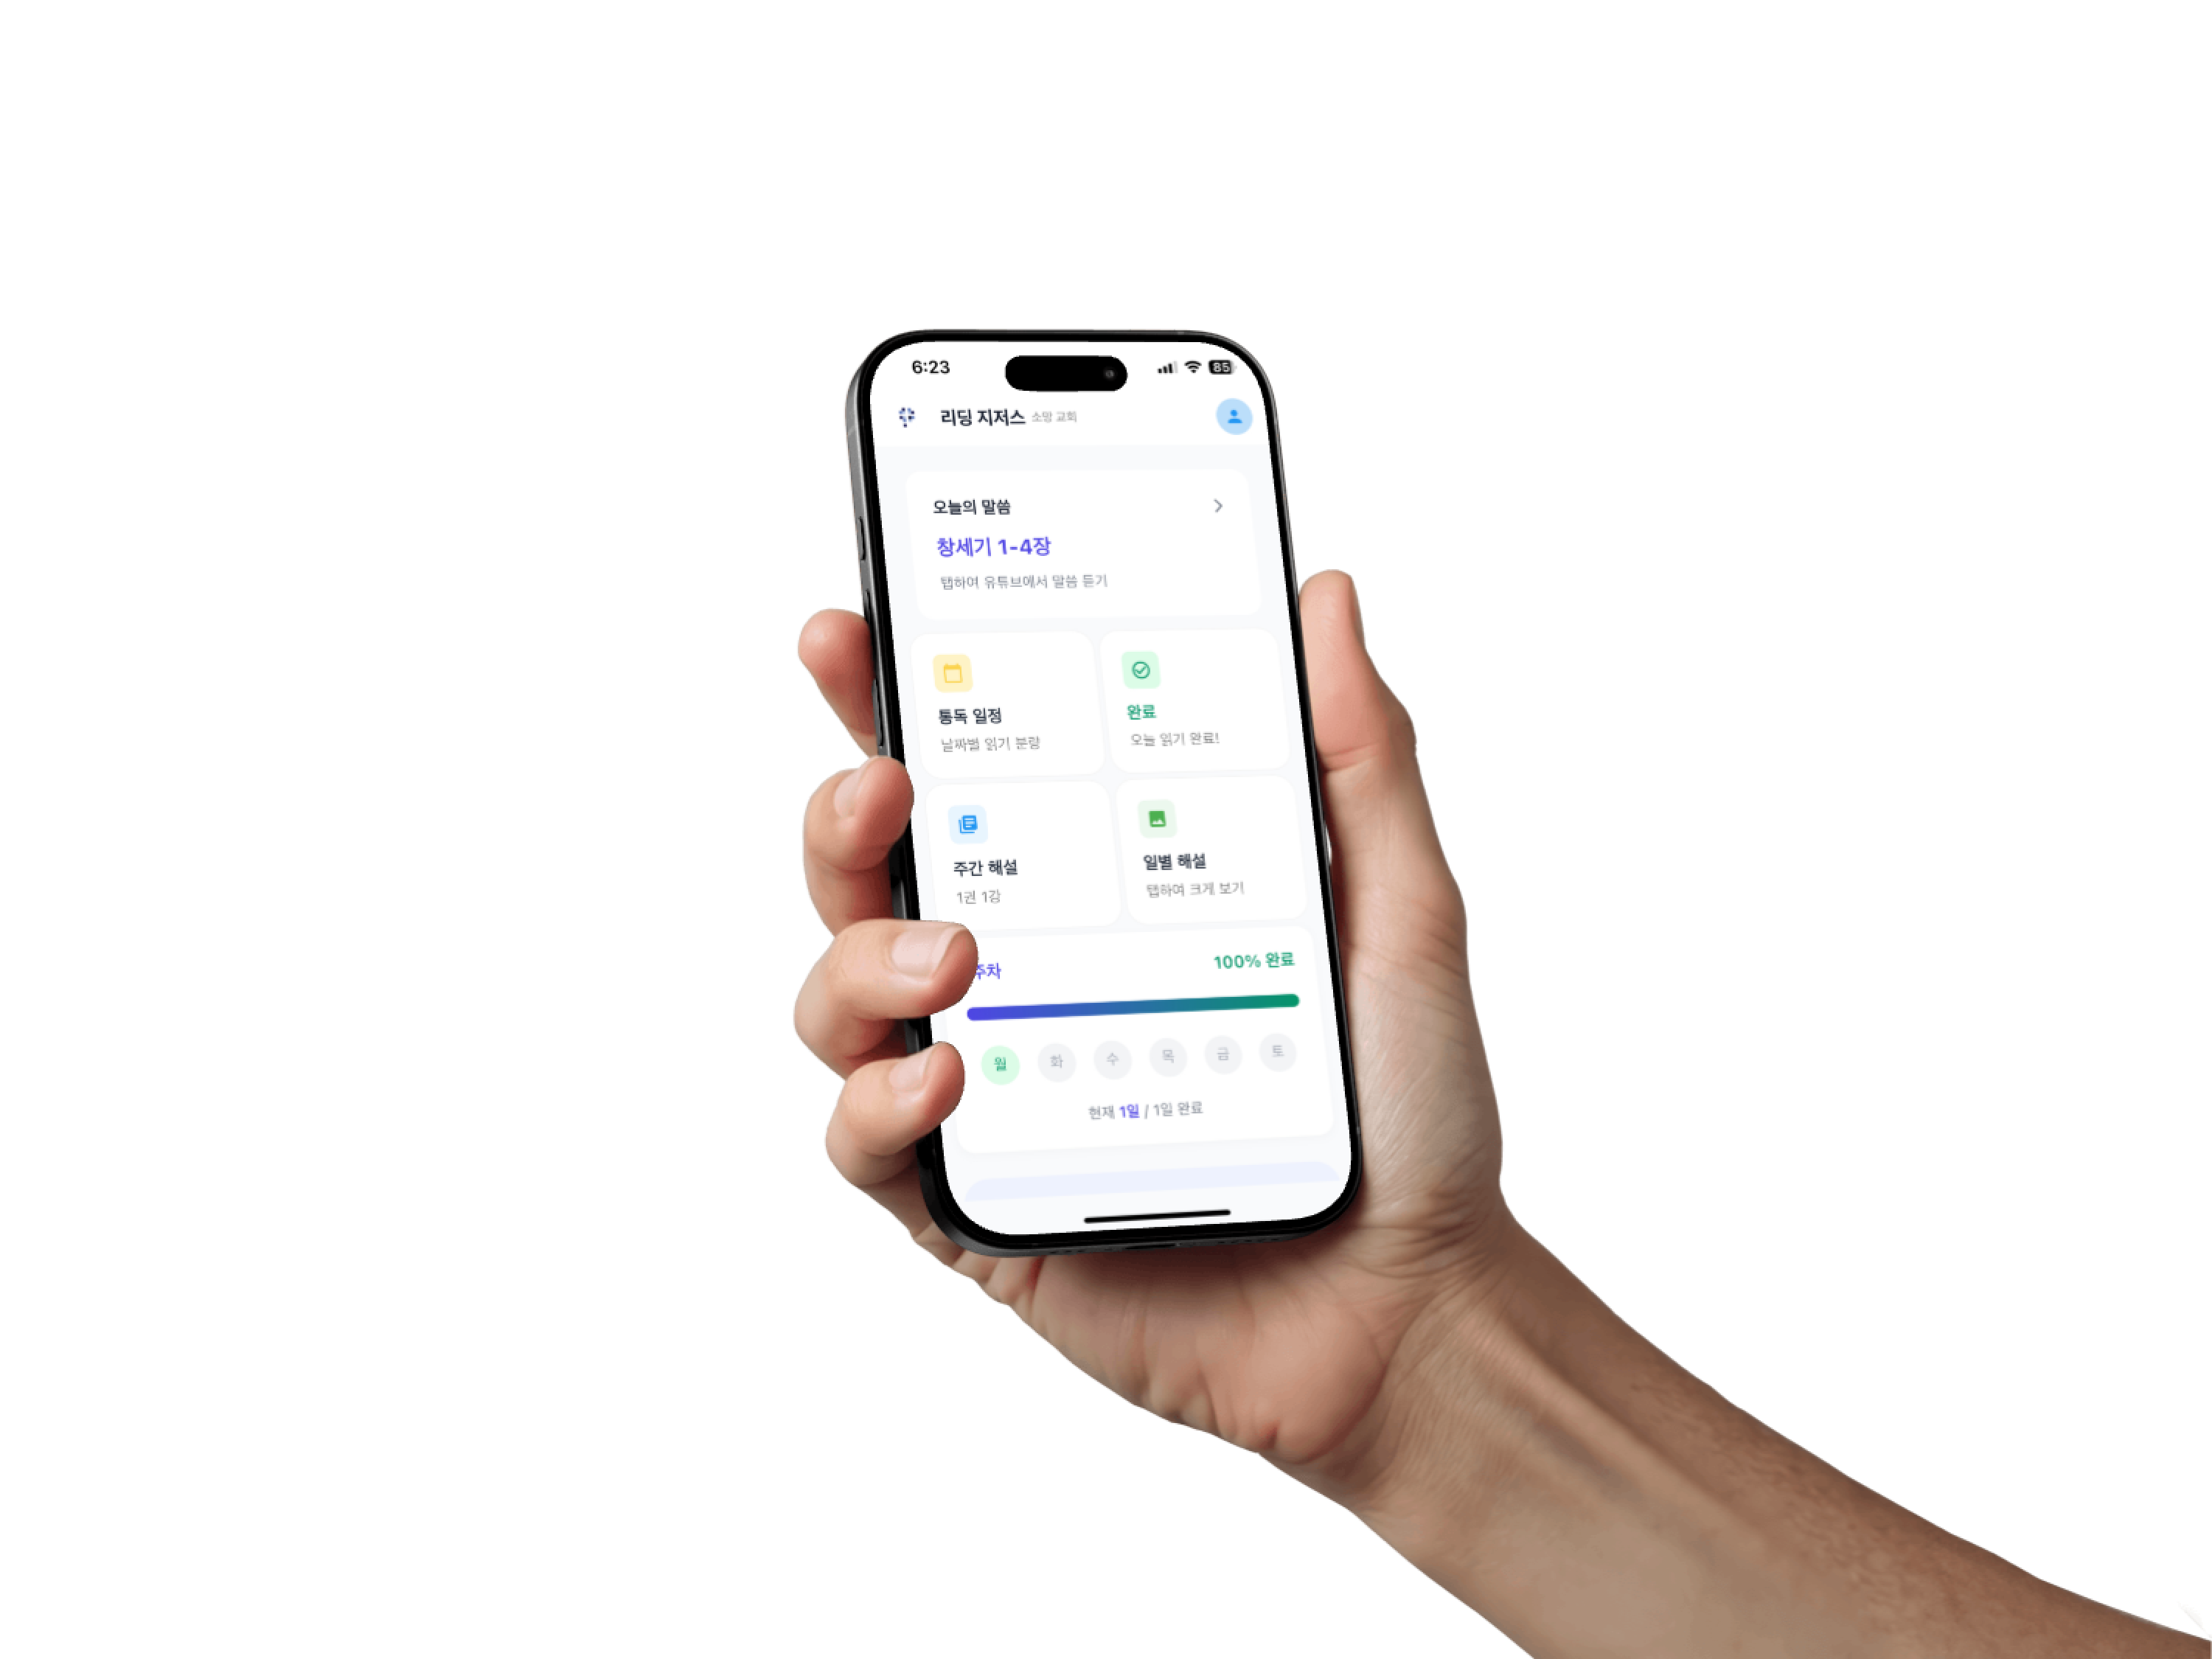 6:23
85
리딩 지저스 소망 교회
오늘의 말씀
창세기 1-4장
탭하여 유튜브에서 말씀 듣기
통독 일정
날짜별 읽기 분량
완료
오늘 읽기 완료!
주간 해설
1권 1강
일별 해설
탭하여 크게 보기
주차
100% 완료
월 화 수 목 금 토
현재 1일 / 1일 완료